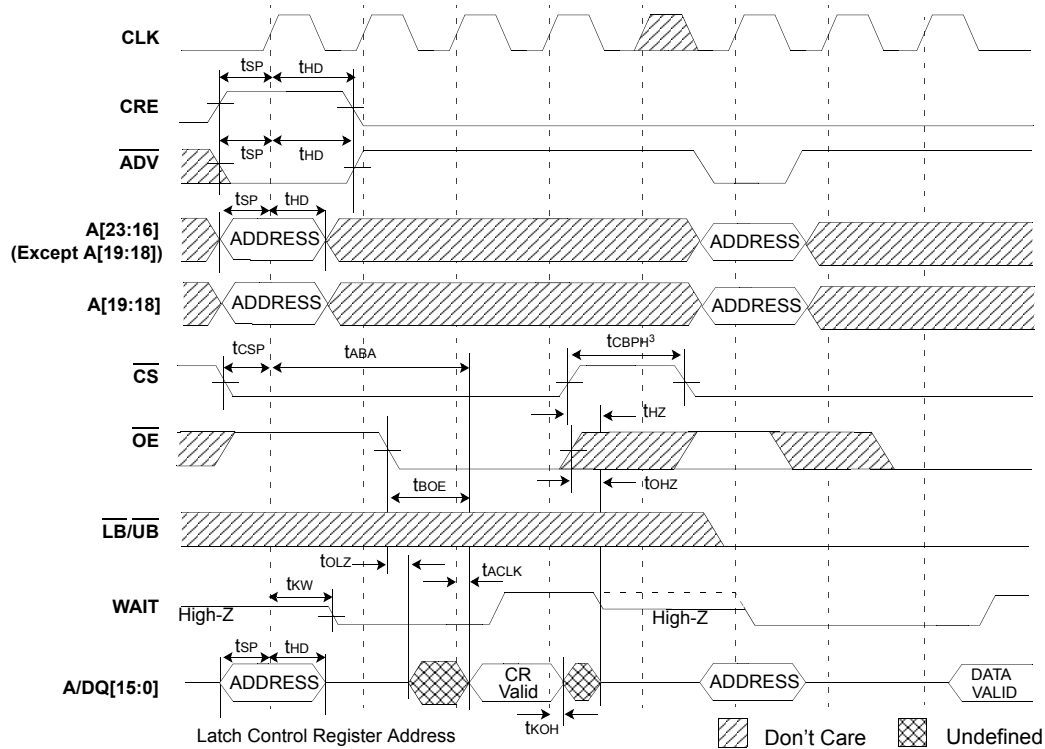 CLK
tSP tHD
CRE
tSP tHD
ADV
tSP tHD
A[23:16]
(Except A[19:18])
ADDRESS ADDRESS
A[19:18]
ADDRESS ADDRESS
tCSP tABA tCBPH³
CS
tHZ
OE
tBOE tOHZ
LB/UB
tOLZ tACLK
tKW
WAIT
High-Z High-Z
tSP tHD
A/DQ[15:0]
ADDRESS CR Valid ADDRESS DATA VALID
tKOH
Latch Control Register Address Don't Care Undefined